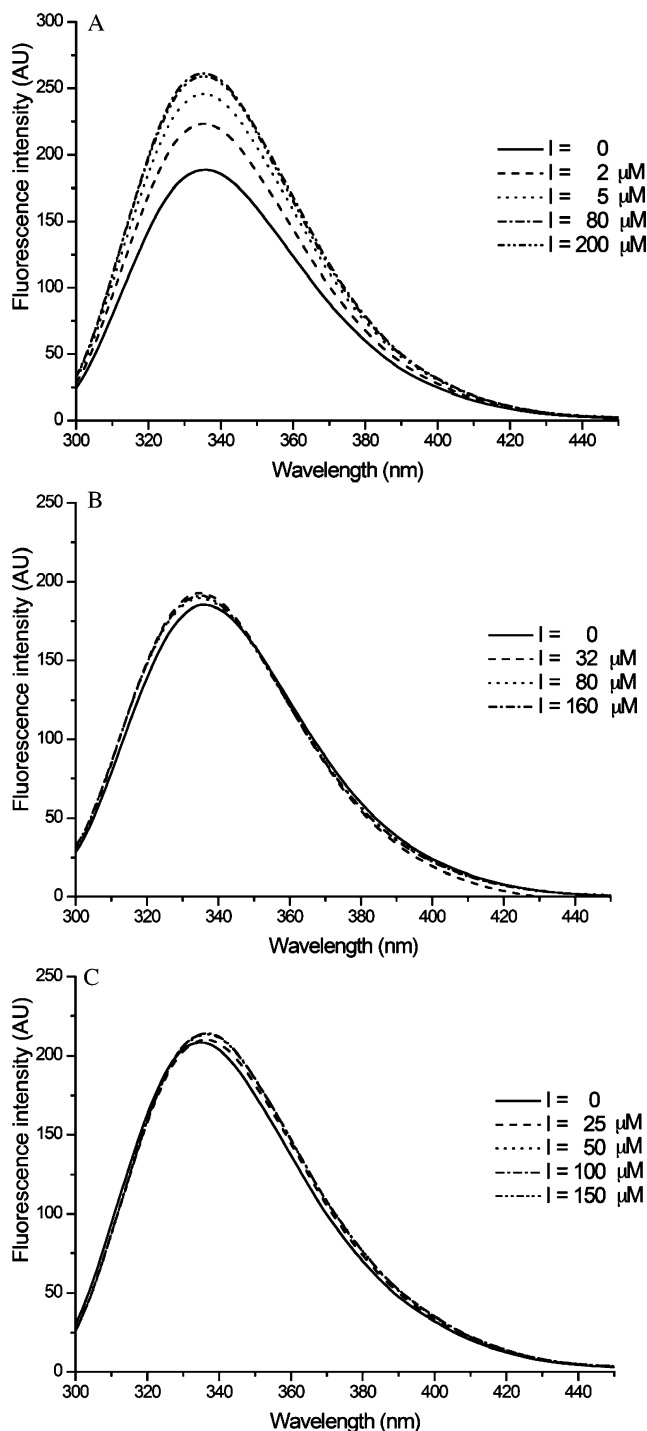 A
300
250
200
150
100
50
0
Fluorescence intensity (AU)
I = 0
I = 2 μM
I = 5 μM
I = 80 μM
I = 200 μM
300 320 340 360 380 400 420 440
Wavelength (nm)
B
250
200
150
100
50
0
Fluorescence intensity (AU)
I = 0
I = 32 μM
I = 80 μM
I = 160 μM
300 320 340 360 380 400 420 440
Wavelength (nm)
C
250
200
150
100
50
0
Fluorescence intensity (AU)
I = 0
I = 25 μM
I = 50 μM
I = 100 μM
I = 150 μM
300 320 340 360 380 400 420 440
Wavelength (nm)